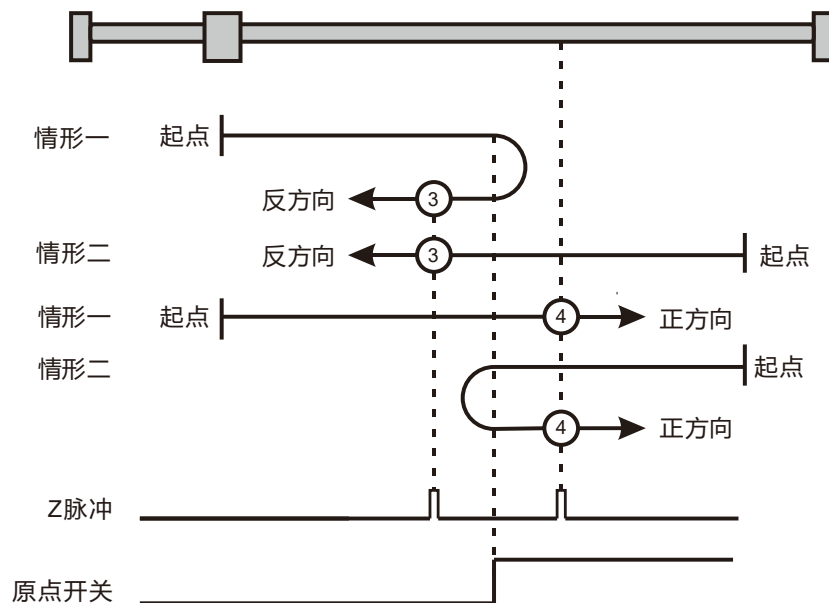 情形一 起点
反方向 3
情形二 反方向 3 起点
情形一 起点 4 正方向
情形二 起点
4 正方向
Z脉冲
原点开关